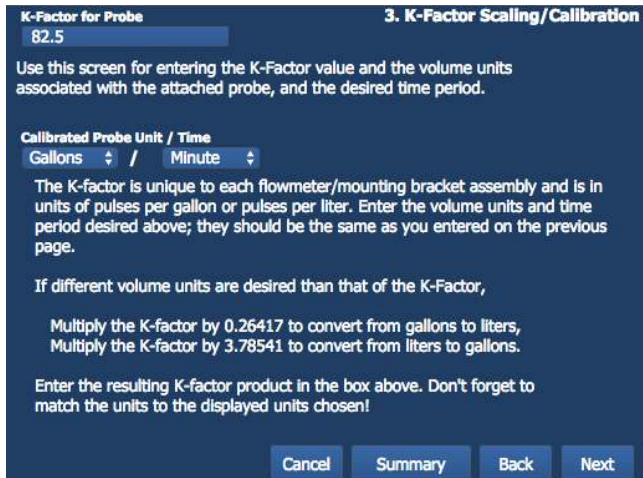 K-Factor for Probe
3. K-Factor Scaling/Calibration
82.5
Use this screen for entering the K-Factor value and the volume units
associated with the attached probe, and the desired time period.
Calibrated Probe Unit / Time
Gallons / Minute
The K-factor is unique to each flowmeter/mounting bracket assembly and is in
units of pulses per gallon or pulses per liter. Enter the volume units and time
period desired above; they should be the same as you entered on the previous
page.
If different volume units are desired than that of the K-Factor,
Multiply the K-factor by 0.26417 to convert from gallons to liters,
Multiply the K-factor by 3.78541 to convert from liters to gallons.
Enter the resulting K-factor product in the box above. Don't forget to
match the units to the displayed units chosen!
Cancel Summary Back Next